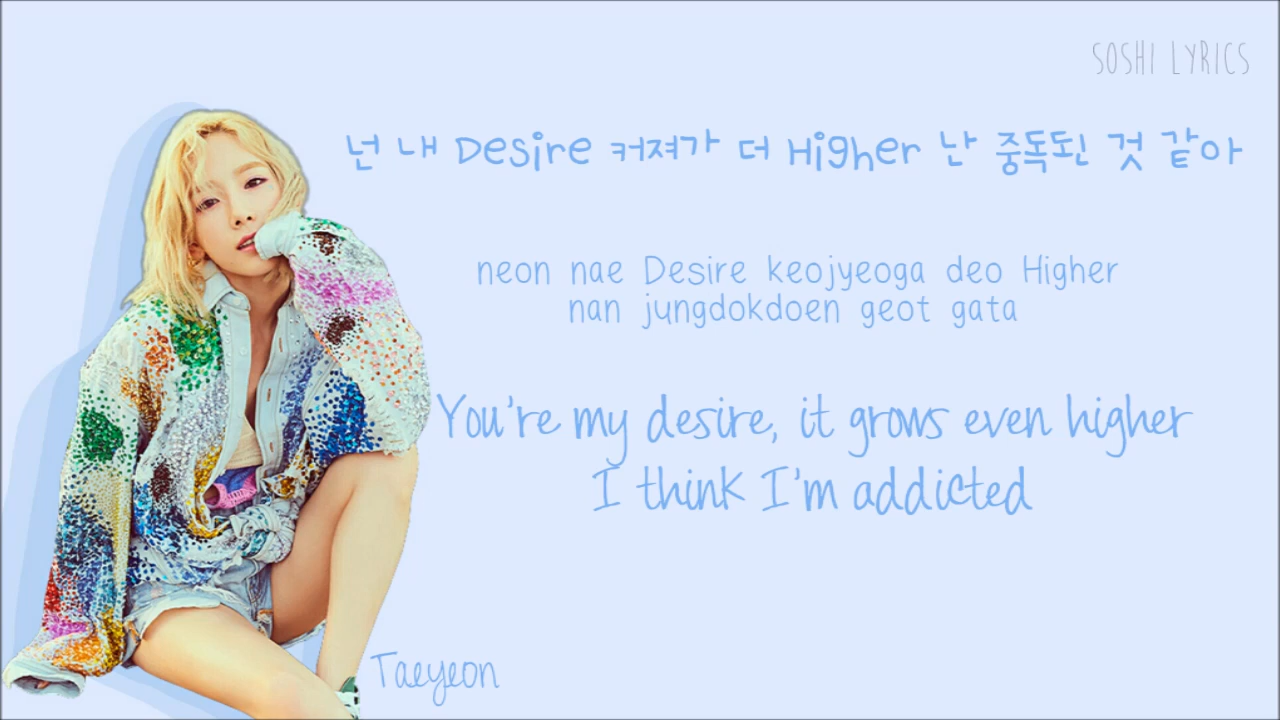 SOSHI LYRICS
넌 내 Desire 커져가 더 Higher 난 중독된 것 같아
neon nae Desire keojyeoga deo Higher
nan jungdokdoen geot gata
You're my desire, it grows even higher
I think I'm addicted
Taeyeon